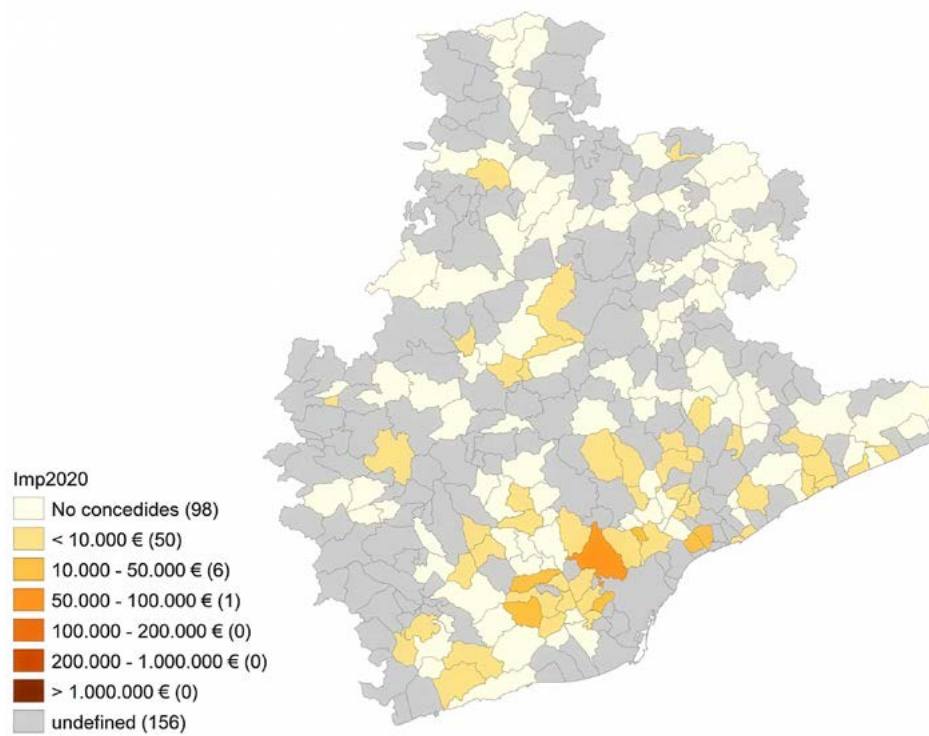 Imp2020
No concedides (98)
< 10.000 € (50)
10.000 - 50.000 € (6)
50.000 - 100.000 € (1)
100.000 - 200.000 € (0)
200.000 - 1.000.000 € (0)
> 1.000.000 € (0)
undefined (156)